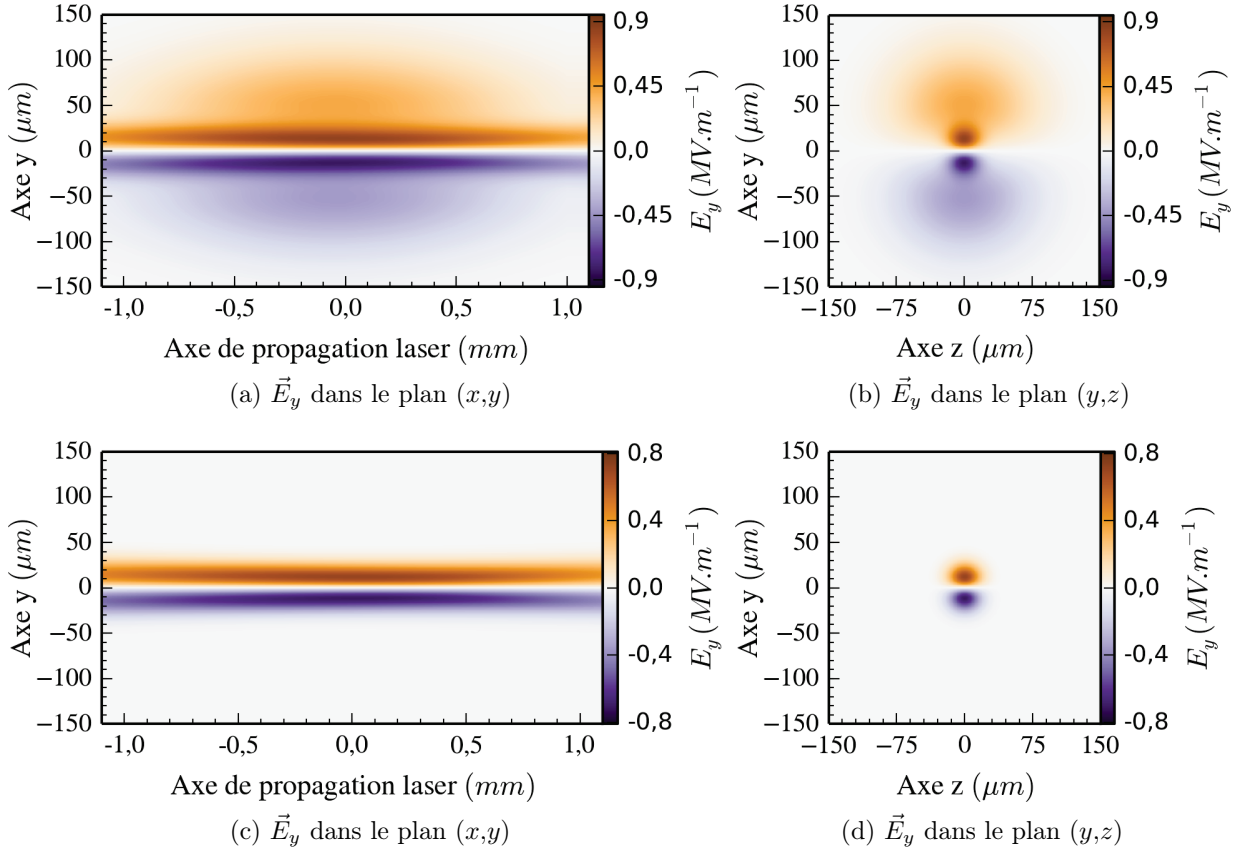 150
100
50
0
−50
−100
−150
Axe y (μm)
-1,0 -0,5 0,0 0,5 1,0
Axe de propagation laser (mm)
0,9
0,45
0,0
-0,45
-0,9
E_y (MV.m^{−1})
(a) \vec{E}_y dans le plan (x,y)
150
100
50
0
−50
−100
−150
Axe y (μm)
−150 −75 0 75 150
Axe z (μm)
0,9
0,45
0,0
-0,45
-0,9
E_y (MV.m^{−1})
(b) \vec{E}_y dans le plan (y,z)
150
100
50
0
−50
−100
−150
Axe y (μm)
-1,0 -0,5 0,0 0,5 1,0
Axe de propagation laser (mm)
0,8
0,4
0,0
-0,4
-0,8
E_y (MV.m^{−1})
(c) \vec{E}_y dans le plan (x,y)
150
100
50
0
−50
−100
−150
Axe y (μm)
−150 −75 0 75 150
Axe z (μm)
0,8
0,4
0,0
-0,4
-0,8
E_y (MV.m^{−1})
(d) \vec{E}_y dans le plan (y,z)